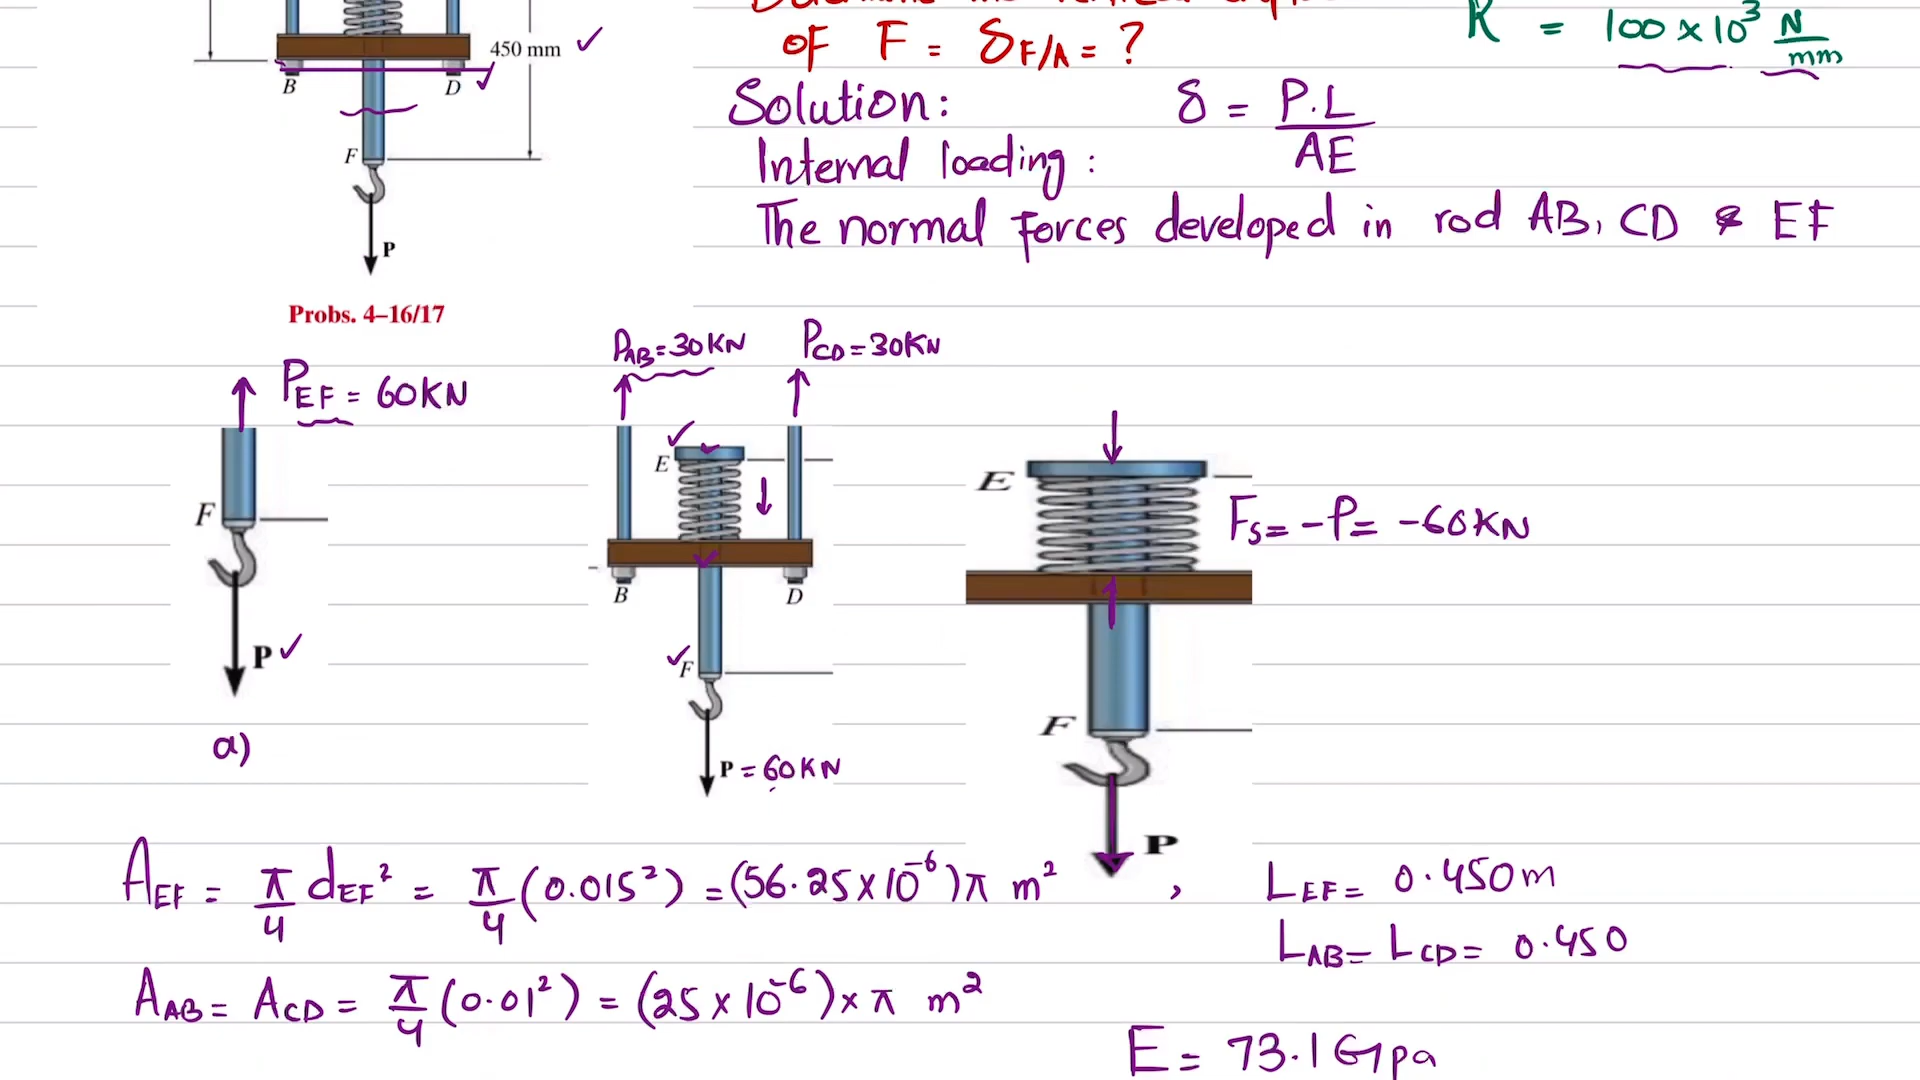 of F = δF/A = ?
K = 100 × 10³ N/mm
450 mm ✓
B
D
F
P
Solution:
δ = P.L/AE
Internal loading:
The normal forces developed in rod AB, CD & EF
Probs. 4–16/17
PEF = 60KN
F
P ✓
a)
PAB=30KN
PCD=30KN
E
B
D
F
P = 60KN
E
Fs= -P= -60KN
F
P
AEF = π/4 dEF² = π/4 (0.015²) = (56.25×10⁻⁶)π m² , LEF= 0.450m
LAB= LCD= 0.450
AAB= ACD= π/4 (0.01²) = (25×10⁻⁶)×π m²
E= 73.1 Gpa